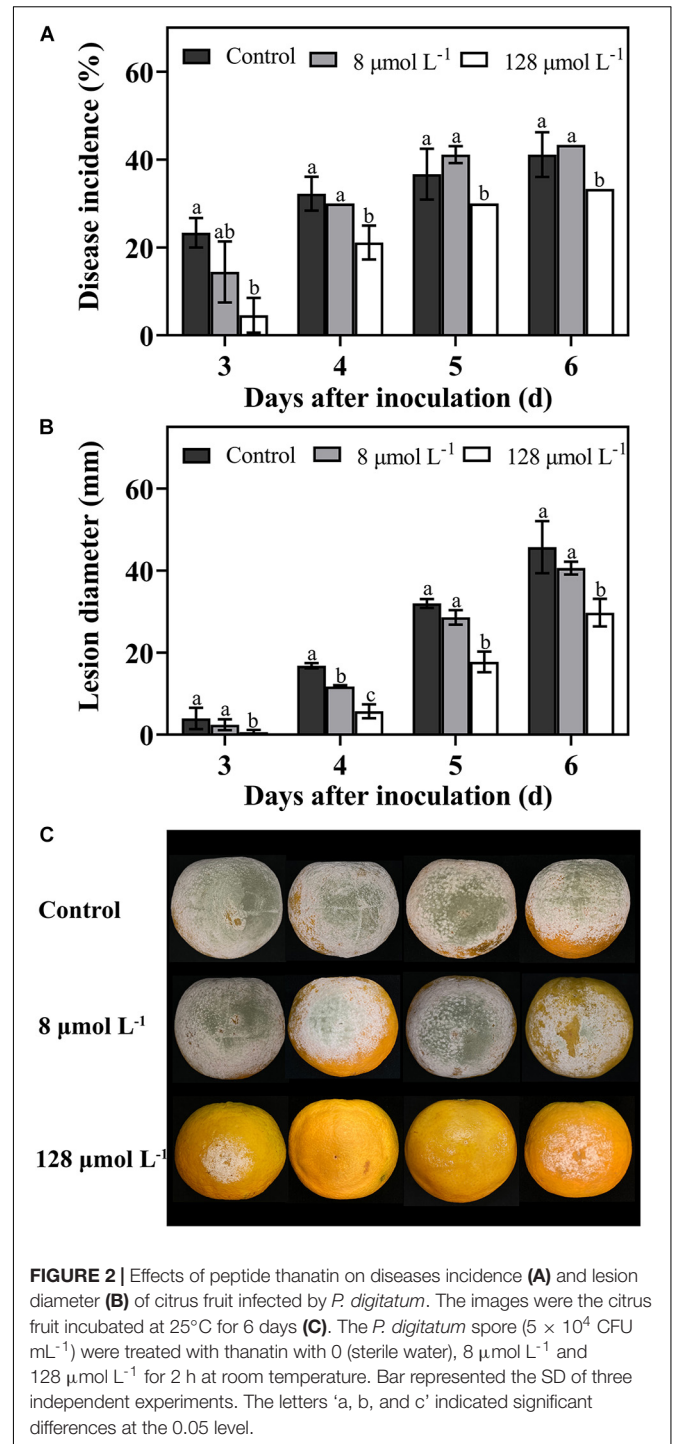 A
Control 8 μmol L⁻¹ 128 μmol L⁻¹
Disease incidence (%)
60
40
20
0
a ab b
a a b
a a b
a a b
3 4 5 6
Days after inoculation (d)
B
Control 8 μmol L⁻¹ 128 μmol L⁻¹
Lesion diameter (mm)
60
40
20
0
a a b
a b c
a a b
a a b
3 4 5 6
Days after inoculation (d)
C
Control
8 μmol L⁻¹
128 μmol L⁻¹
FIGURE 2 | Effects of peptide thanatin on diseases incidence (A) and lesion
diameter (B) of citrus fruit infected by P. digitatum. The images were the citrus
fruit incubated at 25°C for 6 days (C). The P. digitatum spore (5 × 10⁴ CFU
mL⁻¹) were treated with thanatin with 0 (sterile water), 8 μmol L⁻¹ and
128 μmol L⁻¹ for 2 h at room temperature. Bar represented the SD of three
independent experiments. The letters ‘a, b, and c’ indicated significant
differences at the 0.05 level.